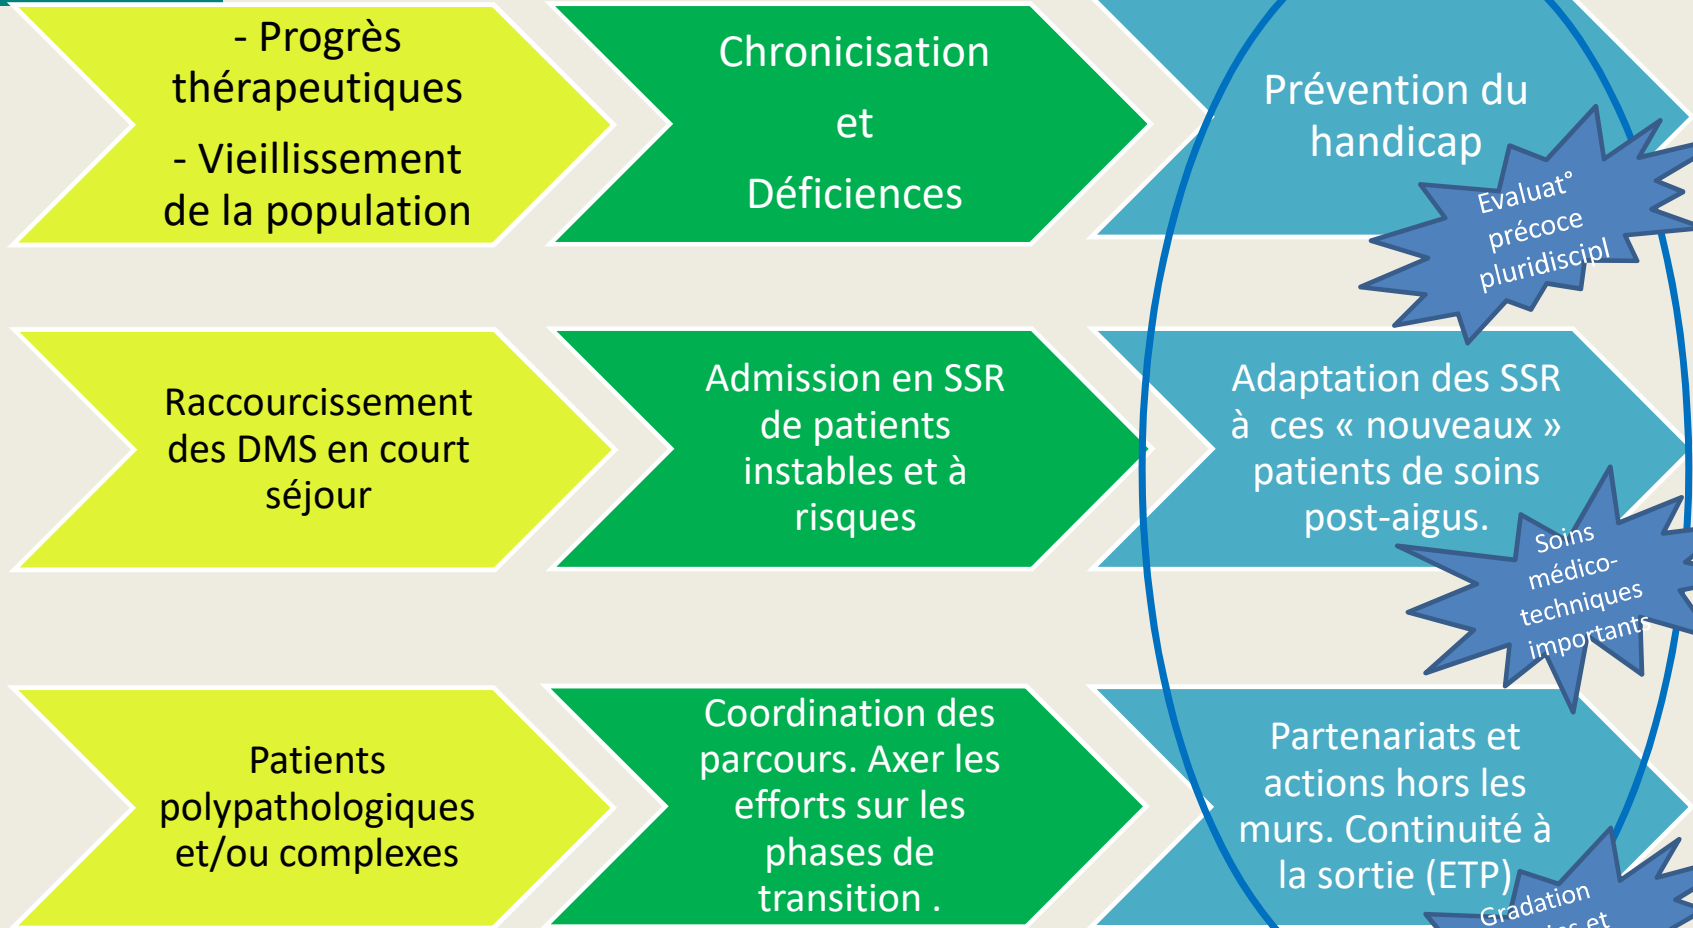 - Progrès
thérapeutiques
- Vieillissement
de la population
Chronicisation
et
Déficiences
Prévention du
handicap
Evaluat°
précoce
pluridiscipl
Raccourcissement
des DMS en court
séjour
Admission en SSR
de patients
instables et à
risques
Adaptation des SSR
à ces « nouveaux »
patients de soins
post-aigus.
Soins
médico-
techniques
importants
Patients
polypathologiques
et/ou complexes
Coordination des
parcours. Axer les
efforts sur les
phases de
transition .
Partenariats et
actions hors les
murs. Continuité à
la sortie (ETP)
Gradation
et